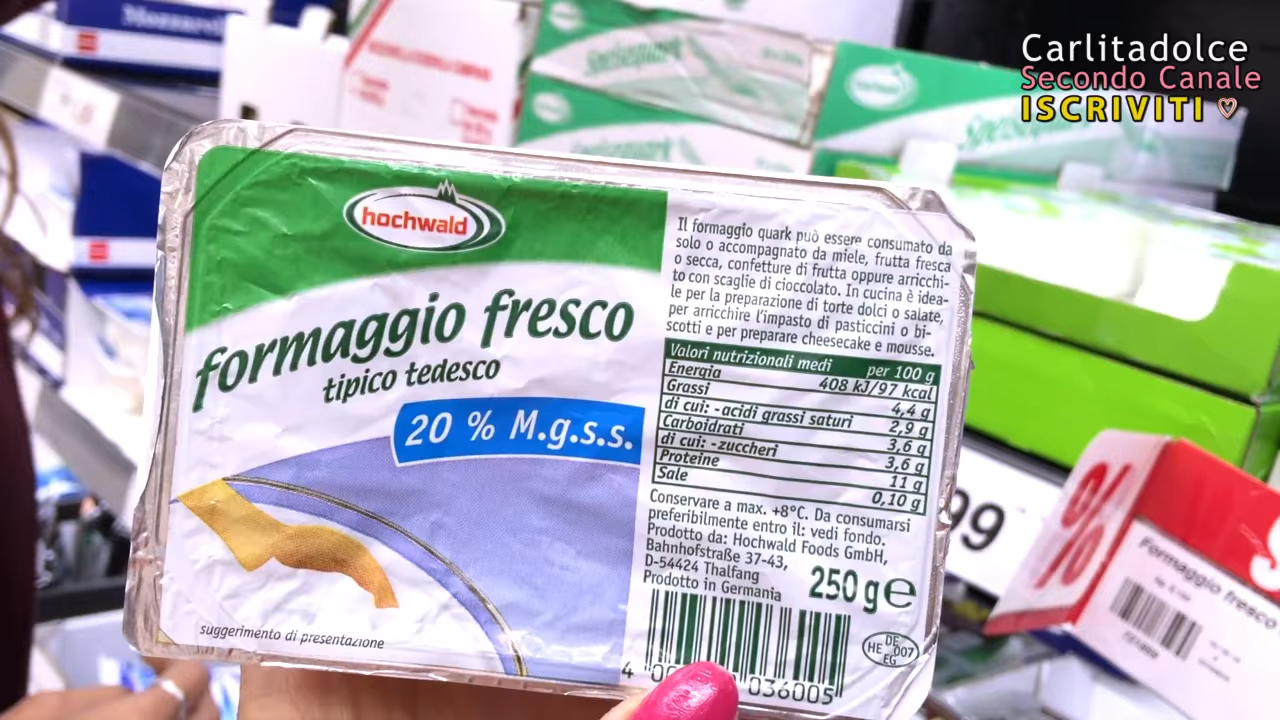 Carlitadolce
Secondo Canale
ISCRIVITI ♡
Mozzarel
Speisequark
hochwald
hochwald
formaggio fresco
tipico tedesco
20 % M.g.s.s.
suggerimento di presentazione
Il formaggio quark può essere consumato da
solo o accompagnato da miele, frutta fresca
o secca, confetture di frutta oppure arricchi-
to con scaglie di cioccolato. In cucina è idea-
le per la preparazione di torte dolci o salate,
per arricchire l'impasto di pasticcini o bi-
scotti e per preparare cheesecake e mousse.
Valori nutrizionali medi per 100 g
Energia 408 kJ/97 kcal
Grassi 4,4 g
di cui: -acidi grassi saturi 2,9 g
Carboidrati 3,6 g
di cui: -zuccheri 3,6 g
Proteine 11 g
Sale 0,10 g
Conservare a max. +8°C. Da consumarsi
preferibilmente entro il: vedi fondo.
Prodotto da: Hochwald Foods GmbH,
Bahnhofstraße 37-43,
D-54424 Thalfang
Prodotto in Germania
250 g e
4 00 036005
DE
HE 007
EG
99
%
Formaggio fresco